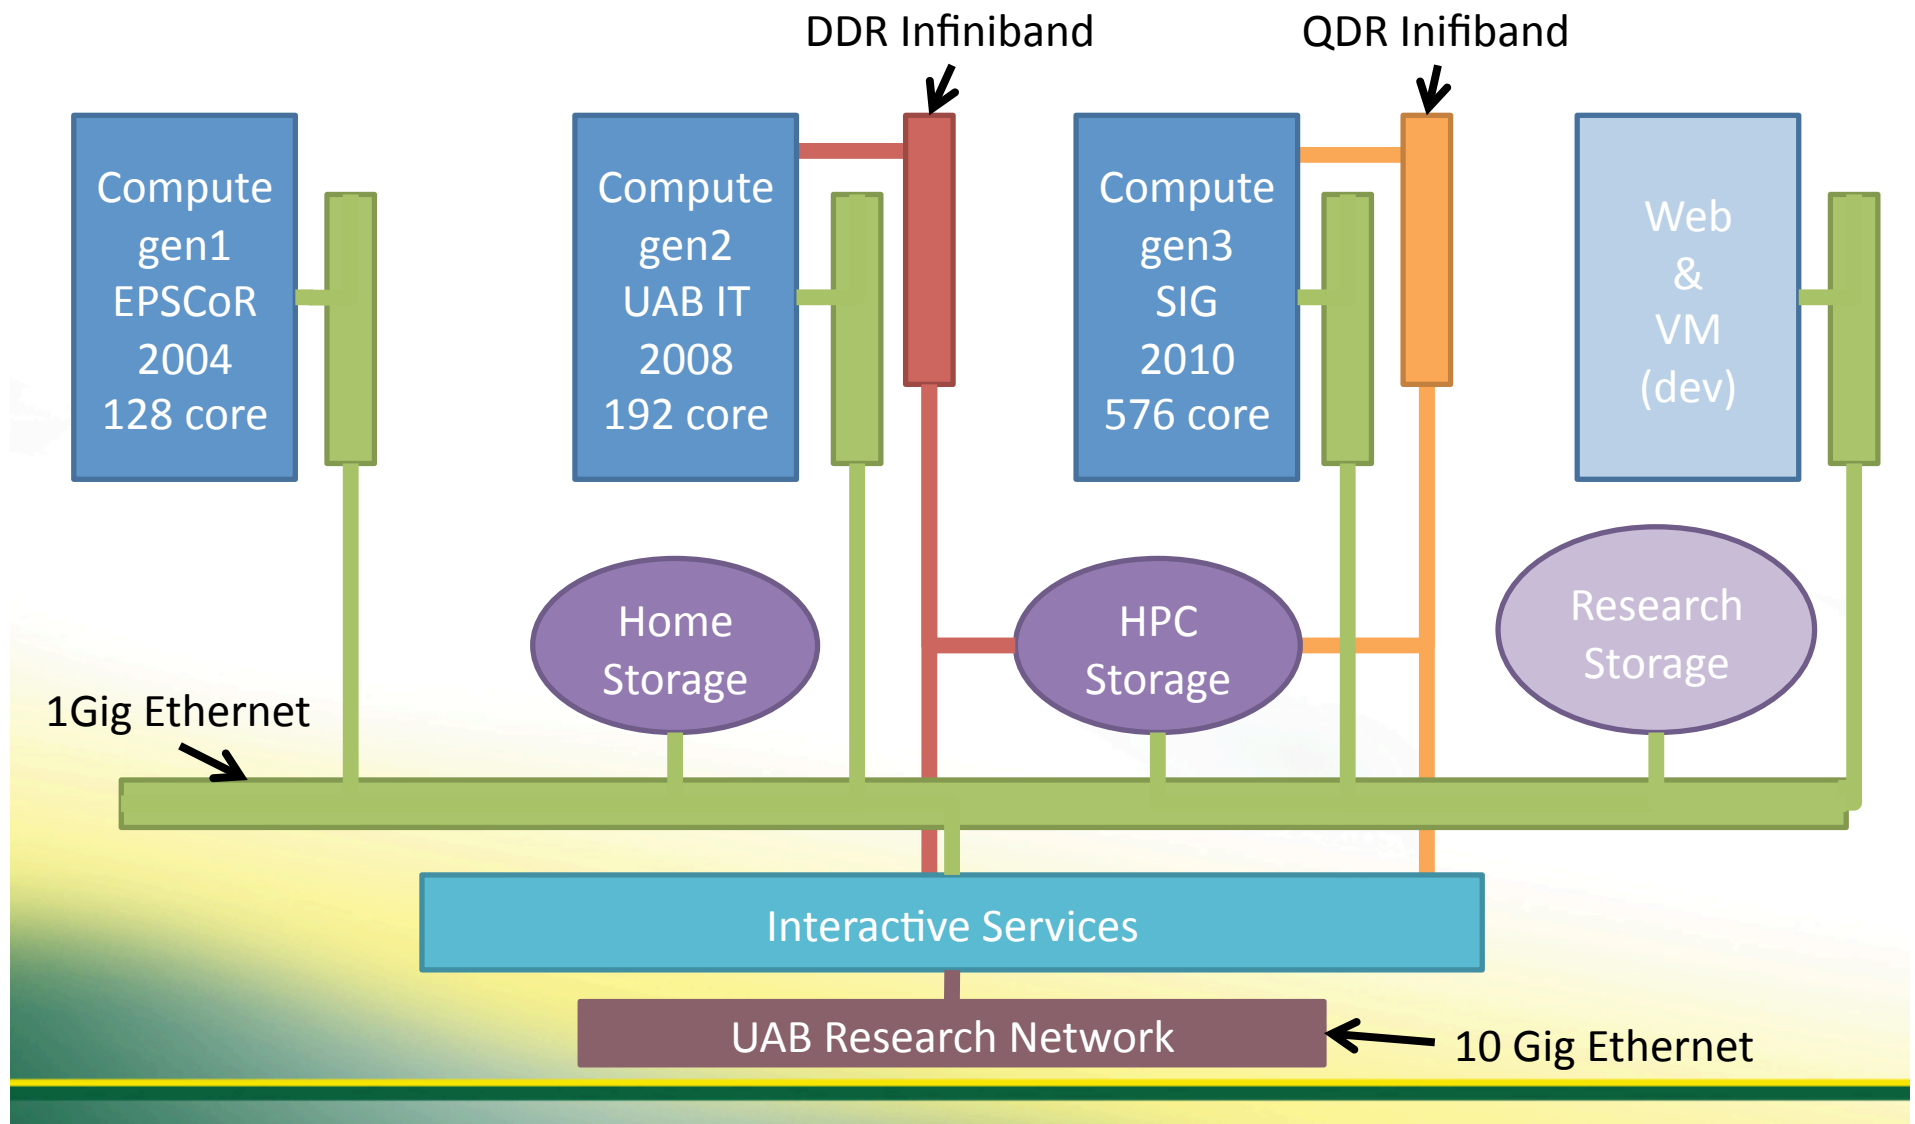 DDR Infiniband
QDR Inifiband
Compute
gen1
EPSCoR
2004
128 core
Compute
gen2
UAB IT
2008
192 core
Compute
gen3
SIG
2010
576 core
Web
&
VM
(dev)
Home
Storage
HPC
Storage
Research
Storage
1Gig Ethernet
Interactive Services
UAB Research Network
10 Gig Ethernet